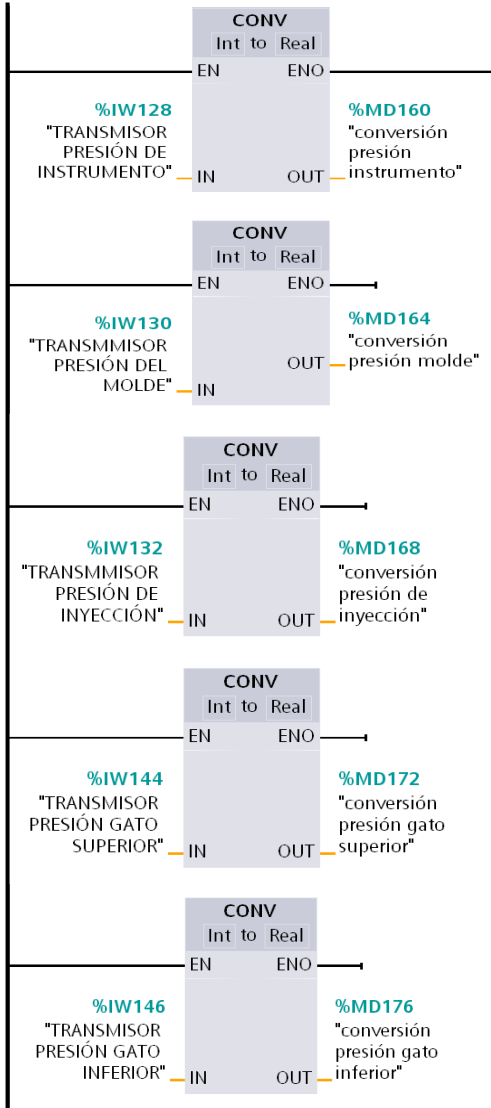 CONV
Int to Real
EN ENO
%IW128 %MD160
"TRANSMISOR "conversión
PRESIÓN DE presión
INSTRUMENTO" IN OUT instrumento"
CONV
Int to Real
EN ENO
%IW130 %MD164
"TRANSMMISOR "conversión
PRESIÓN DEL OUT presión molde"
MOLDE" IN
CONV
Int to Real
EN ENO
%IW132 %MD168
"TRANSMMISOR "conversión
PRESIÓN DE presión de
INYECCIÓN" IN OUT inyección"
CONV
Int to Real
EN ENO
%IW144 %MD172
"TRANSMISOR "conversión
PRESIÓN GATO presión gato
SUPERIOR" IN OUT superior"
CONV
Int to Real
EN ENO
%IW146 %MD176
"TRANSMISOR "conversión
PRESIÓN GATO presión gato
INFERIOR" IN OUT inferior"